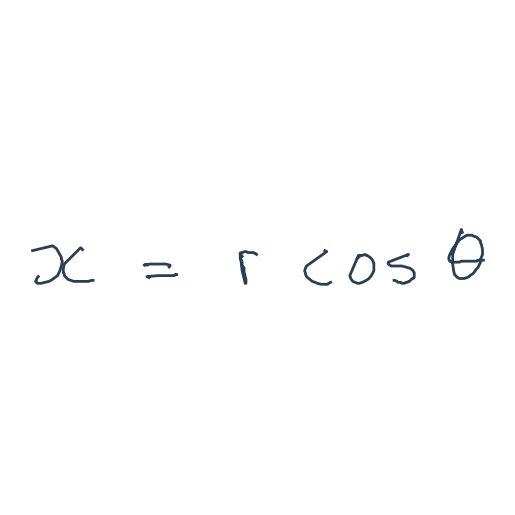 x = r cos θ